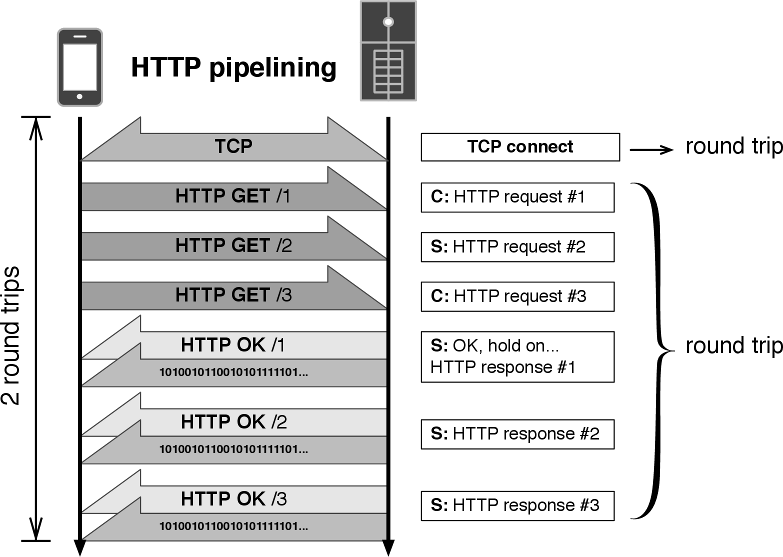 HTTP pipelining
TCP
TCP connect
round trip
HTTP GET /1
C: HTTP request #1
HTTP GET /2
S: HTTP request #2
HTTP GET /3
C: HTTP request #3
HTTP OK /1
S: OK, hold on...
HTTP response #1
1010010110010101111101...
round trip
2 round trips
HTTP OK /2
S: HTTP response #2
1010010110010101111101...
HTTP OK /3
S: HTTP response #3
1010010110010101111101...